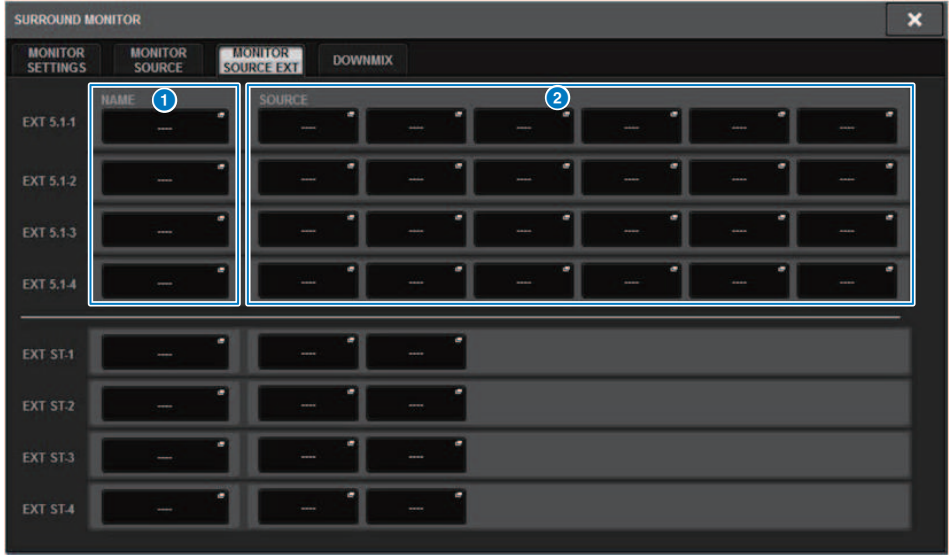 SURROUND MONITOR
MONITOR SETTINGS MONITOR SOURCE MONITOR SOURCE EXT DOWNMIX
NAME 1 SOURCE 2
EXT 5.1-1 ---- ---- ---- ---- ---- ---- ----
EXT 5.1-2 ---- ---- ---- ---- ---- ---- ----
EXT 5.1-3 ---- ---- ---- ---- ---- ---- ----
EXT 5.1-4 ---- ---- ---- ---- ---- ---- ----
EXT ST-1 ---- ---- ----
EXT ST-2 ---- ---- ----
EXT ST-3 ---- ---- ----
EXT ST-4 ---- ---- ----